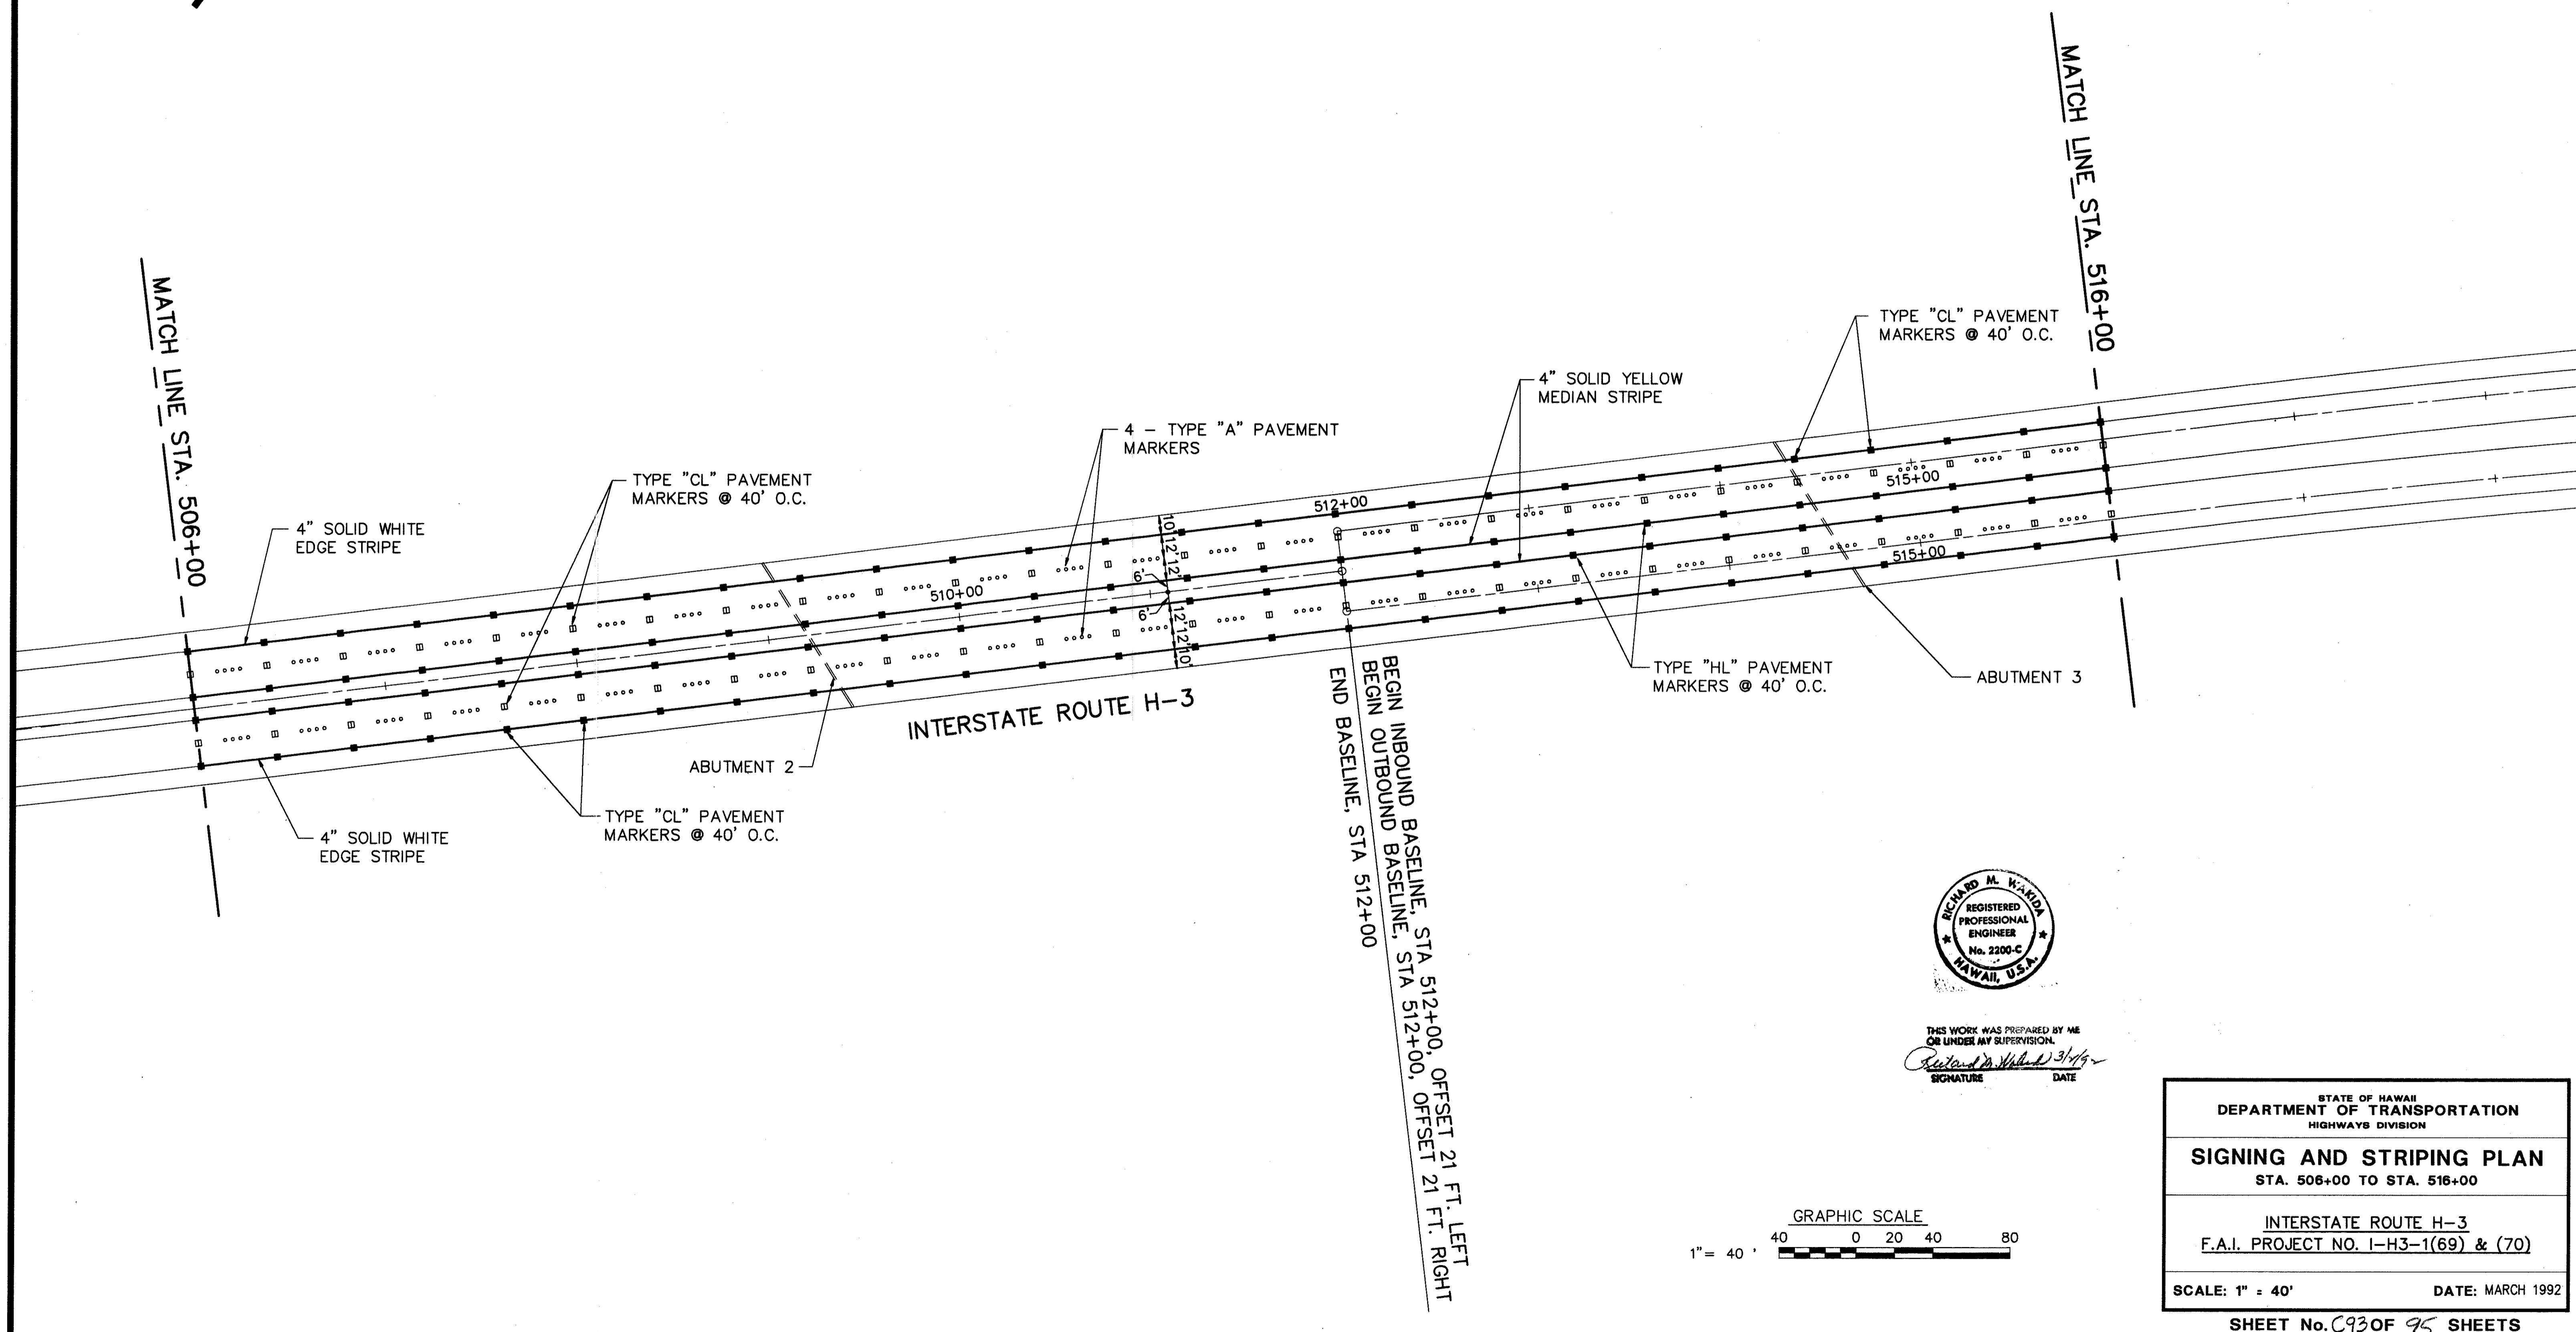 MATCH LINE STA. 506+00
4" SOLID WHITE
EDGE STRIPE
TYPE "CL" PAVEMENT
MARKERS @ 40' O.C.
4 - TYPE "A" PAVEMENT
MARKERS
4" SOLID YELLOW
MEDIAN STRIPE
TYPE "CL" PAVEMENT
MARKERS @ 40' O.C.
MATCH LINE STA. 516+00
510+00
512+00
515+00
515+00
10'
12'
12'
6'
6'
12'
12'
10'
INTERSTATE ROUTE H-3
ABUTMENT 2
TYPE "CL" PAVEMENT
MARKERS @ 40' O.C.
4" SOLID WHITE
EDGE STRIPE
TYPE "HL" PAVEMENT
MARKERS @ 40' O.C.
ABUTMENT 3
BEGIN INBOUND BASELINE, STA 512+00, OFFSET 21 FT. LEFT
BEGIN OUTBOUND BASELINE, STA 512+00, OFFSET 21 FT. RIGHT
END BASELINE, STA 512+00
RICHARD M. WAKIDA
REGISTERED
PROFESSIONAL
ENGINEER
No. 2200-C
HAWAII, U.S.A.
THIS WORK WAS PREPARED BY ME
OR UNDER MY SUPERVISION.
SIGNATURE DATE
GRAPHIC SCALE
1"= 40 '
40 0 20 40 80
STATE OF HAWAII
DEPARTMENT OF TRANSPORTATION
HIGHWAYS DIVISION
SIGNING AND STRIPING PLAN
STA. 506+00 TO STA. 516+00
INTERSTATE ROUTE H-3
F.A.I. PROJECT NO. I-H3-1(69) & (70)
SCALE: 1" = 40' DATE: MARCH 1992
SHEET No. C93 OF 95 SHEETS